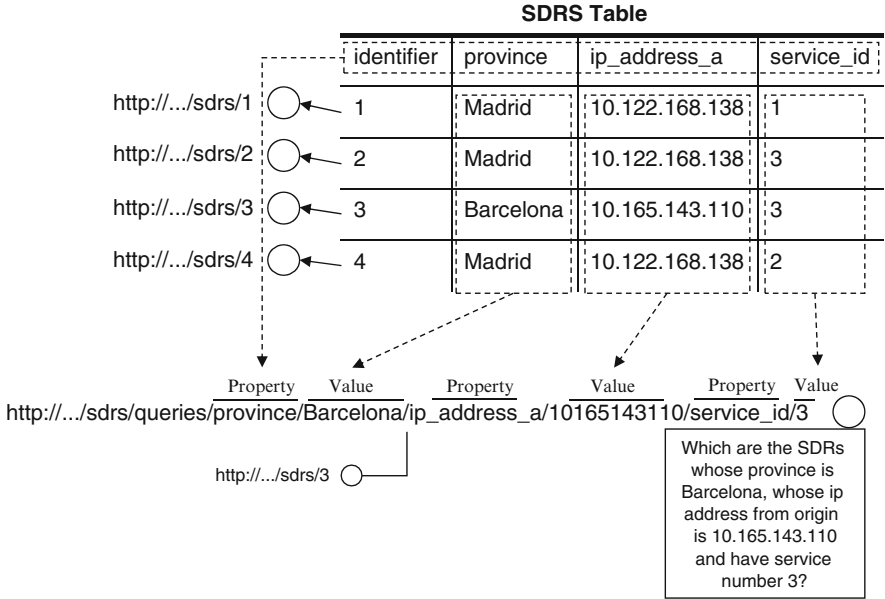 SDRS Table
identifier province ip_address_a service_id
http://.../sdrs/1 1 Madrid 10.122.168.138 1
http://.../sdrs/2 2 Madrid 10.122.168.138 3
http://.../sdrs/3 3 Barcelona 10.165.143.110 3
http://.../sdrs/4 4 Madrid 10.122.168.138 2
Property Value Property Value Property Value
http://.../sdrs/queries/province/Barcelona/ip_address_a/10165143110/service_id/3
http://.../sdrs/3
Which are the SDRs
whose province is
Barcelona, whose ip
address from origin
is 10.165.143.110
and have service
number 3?